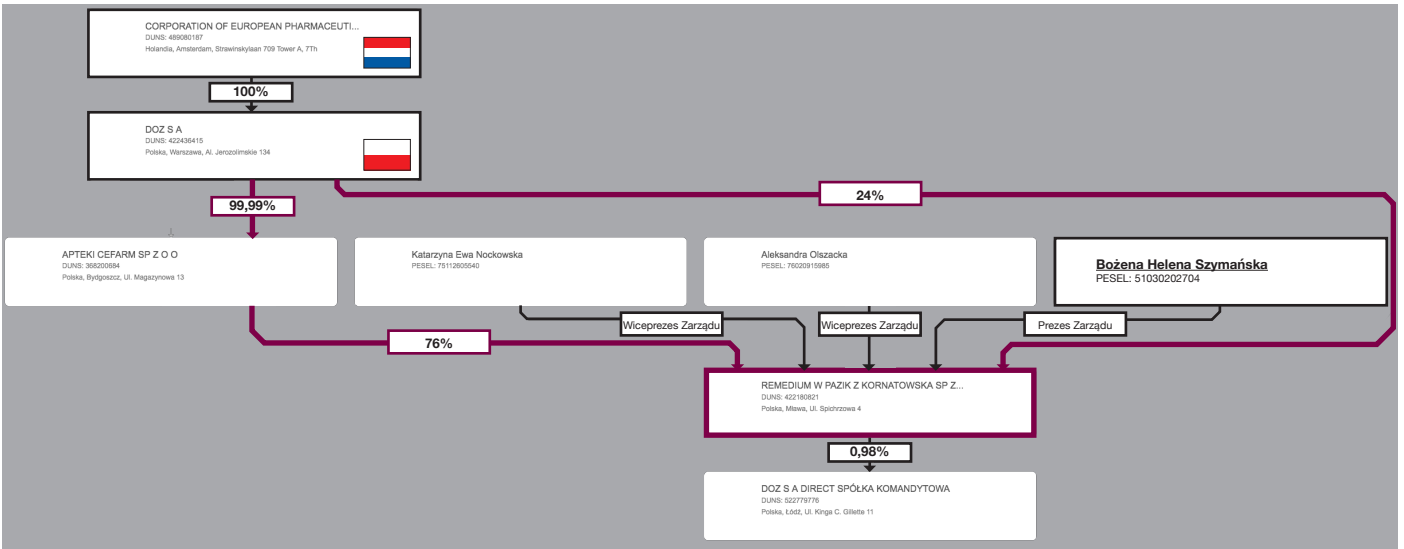 CORPORATION OF EUROPEAN PHARMACEUTI...
DUNS: 489080187
Holandia, Amsterdam, Strawinskylaan 709 Tower A, 7Th
100%
DOZ S A
DUNS: 422436415
Polska, Warszawa, Al. Jerozolimskie 134
99,99%
24%
APTEKI CEFARM SP Z O O
DUNS: 368200684
Polska, Bydgoszcz, Ul. Magazynowa 13
Katarzyna Ewa Nockowska
PESEL: 75112605540
Aleksandra Olszacka
PESEL: 76020915985
Bożena Helena Szymańska
PESEL: 51030202704
Wiceprezes Zarządu
Wiceprezes Zarządu
Prezes Zarządu
76%
REMEDIUM W PAZIK Z KORNATOWSKA SP Z...
DUNS: 422180821
Polska, Mława, Ul. Spichrzowa 4
0,98%
DOZ S A DIRECT SPÓŁKA KOMANDYTOWA
DUNS: 522779776
Polska, Łódź, Ul. Kinga C. Gillette 11